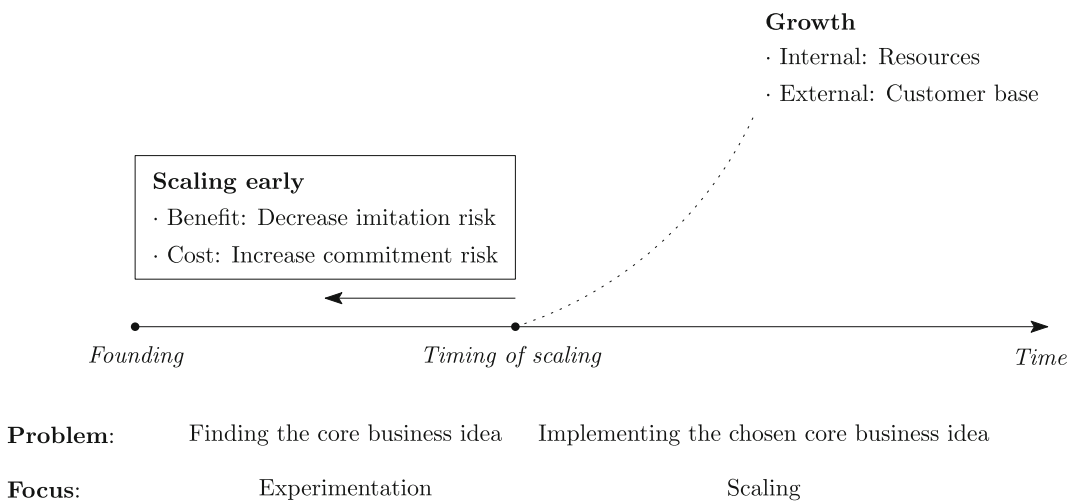 Growth
· Internal: Resources
· External: Customer base
Scaling early
· Benefit: Decrease imitation risk
· Cost: Increase commitment risk
Founding
Timing of scaling
Time
Problem: Finding the core business idea Implementing the chosen core business idea
Focus: Experimentation Scaling